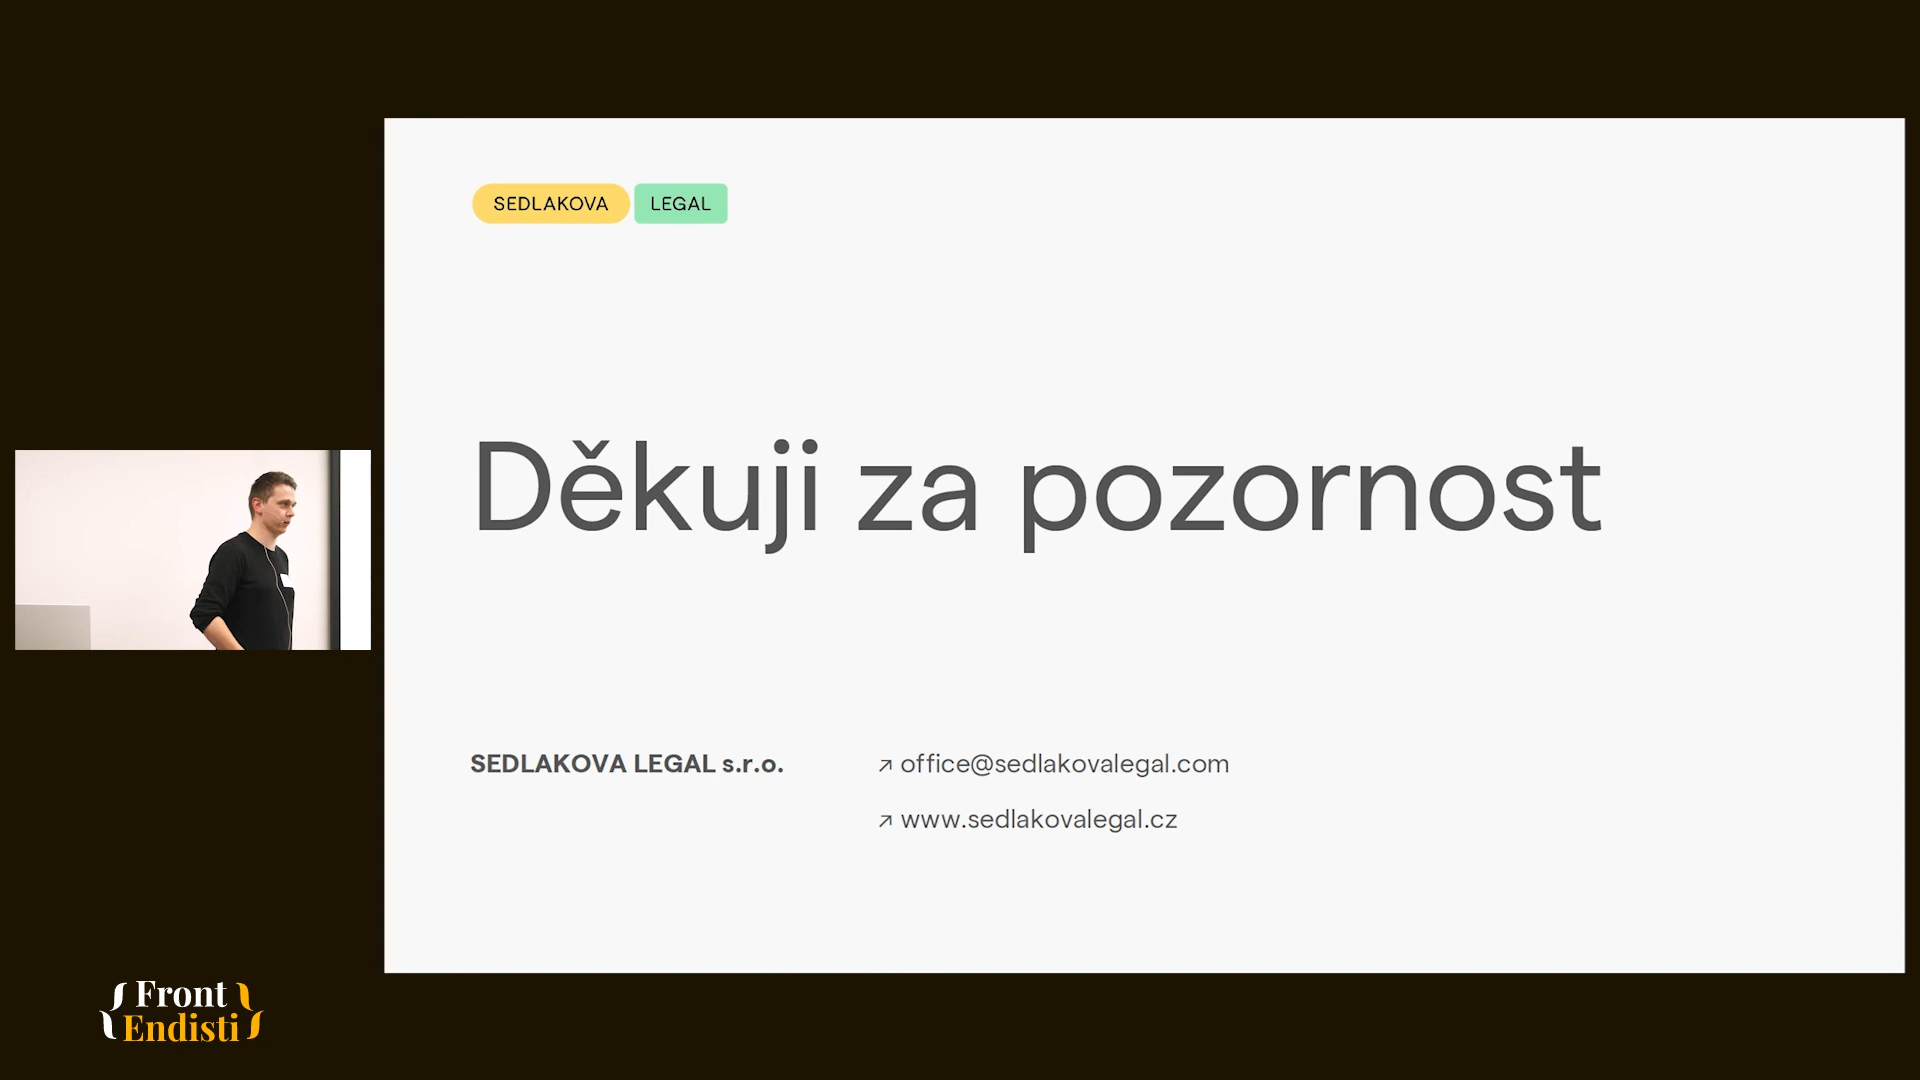 SEDLAKOVA LEGAL
Děkuji za pozornost
SEDLAKOVA LEGAL s.r.o.
↗ office@sedlakovalegal.com
↗ www.sedlakovalegal.cz
{ Front }
{ Endisti }